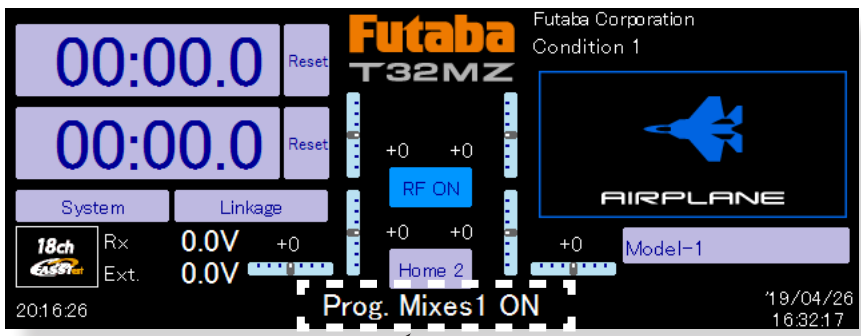 00:00.0 Reset
00:00.0 Reset
System Linkage
18ch Rx 0.0V +0
FASSTest Ext. 0.0V
20:16:26
Futaba
T32MZ
+0 +0
RF ON
+0 +0
Home 2
Prog. Mixes1 ON
Futaba Corporation
Condition 1
AIRPLANE
+0 Model-1
'19/04/26
16:32:17